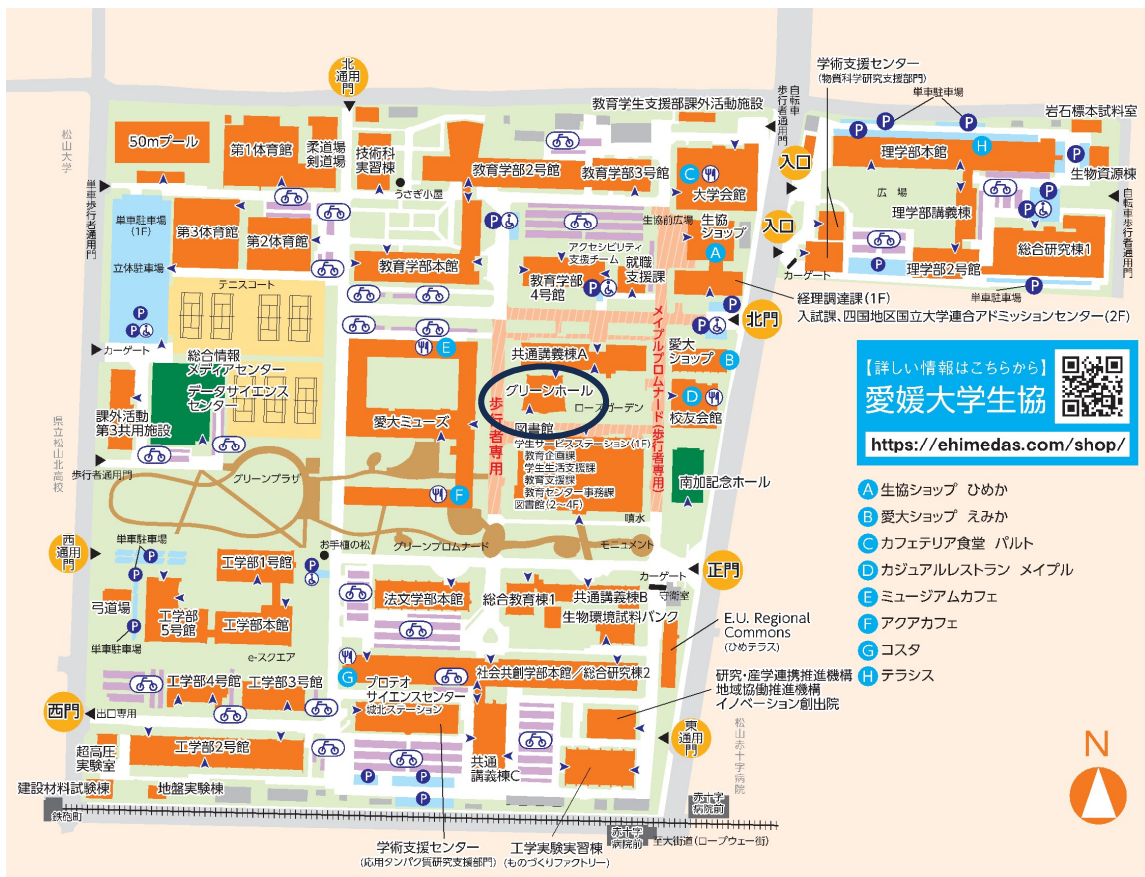 北
通用
門
松山大学
50mプール
第1体育館
柔道場
剣道場
技術科
実習棟
うさぎ小屋
教育学部2号館
教育学部3号館
教育学生支援部課外活動施設
自転車
歩行者通用門
C
大学会館
入口
入口
学術支援センター
(物質科学研究支援部門)
単車駐車場
P
P
P
理学部本館
H
岩石標本試料室
P
生物資源棟
広場
理学部講義棟
P
P
総合研究棟1
理学部2号館
P
単車駐車場
P
カーゲート
自転車歩行者通用門
単車歩行者通用門
単車駐車場
(1F)
立体駐車場
P
P
第3体育館
第2体育館
教育学部本館
P
生協前広場
生協
ショップ
A
アクセシビリティ
支援チーム
教育学部
4号館
P
就職
支援課
経理調達課(1F)
入試課、四国地区国立大学連合アドミッションセンター(2F)
P
P
北門
テニスコート
カーゲート
総合情報
メディアセンター
データサイエンス
センター
課外活動
第3共用施設
県立松山北高校
歩行者通用門
E
愛大ミューズ
F
歩行者専用
共通講義棟A
グリーンホール
ローズガーデン
図書館
学生サービスステーション(1F)
教育企画課
学生生活支援課
教育支援課
教育センター事務課
図書館(2〜4F)
メイプルプロムナード(歩行者専用)
愛大
ショップ
B
D
校友会館
南加記念ホール
噴水
モニュメント
グリーンプラザ
グリーンプロムナード
お手植の松
【詳しい情報はこちらから】
愛媛大学生協
https://ehimedas.com/shop/
A 生協ショップ ひめか
B 愛大ショップ えみか
C カフェテリア食堂 パルト
D カジュアルレストラン メイプル
E ミュージアムカフェ
F アクアカフェ
G コスタ
H テラシス
西
通用門
単車駐車場
P
P
P
工学部1号館
弓道場
工学部
5号館
工学部本館
P
単車駐車場
e-スクエア
法文学部本館
総合教育棟1
共通講義棟B
生物環境試料バンク
カーゲート
守衛室
正門
E.U. Regional
Commons
(ひめテラス)
G
プロテオ
サイエンスセンター
城北ステーション
社会共創学部本館/総合研究棟2
研究・産学連携推進機構
地域協働推進機構
イノベーション創出院
工学部4号館
工学部3号館
西門
出口専用
工学部2号館
超高圧
実験室
建設材料試験棟
地盤実験棟
P
P
P
共通
講義棟C
東
通用
門
松山赤十字病院
鉄砲町
学術支援センター
(応用タンパク質研究支援部門)
工学実験実習棟
(ものづくりファクトリー)
赤十字
病院前
赤十字
病院前
至大街道(ロープウェー街)
N